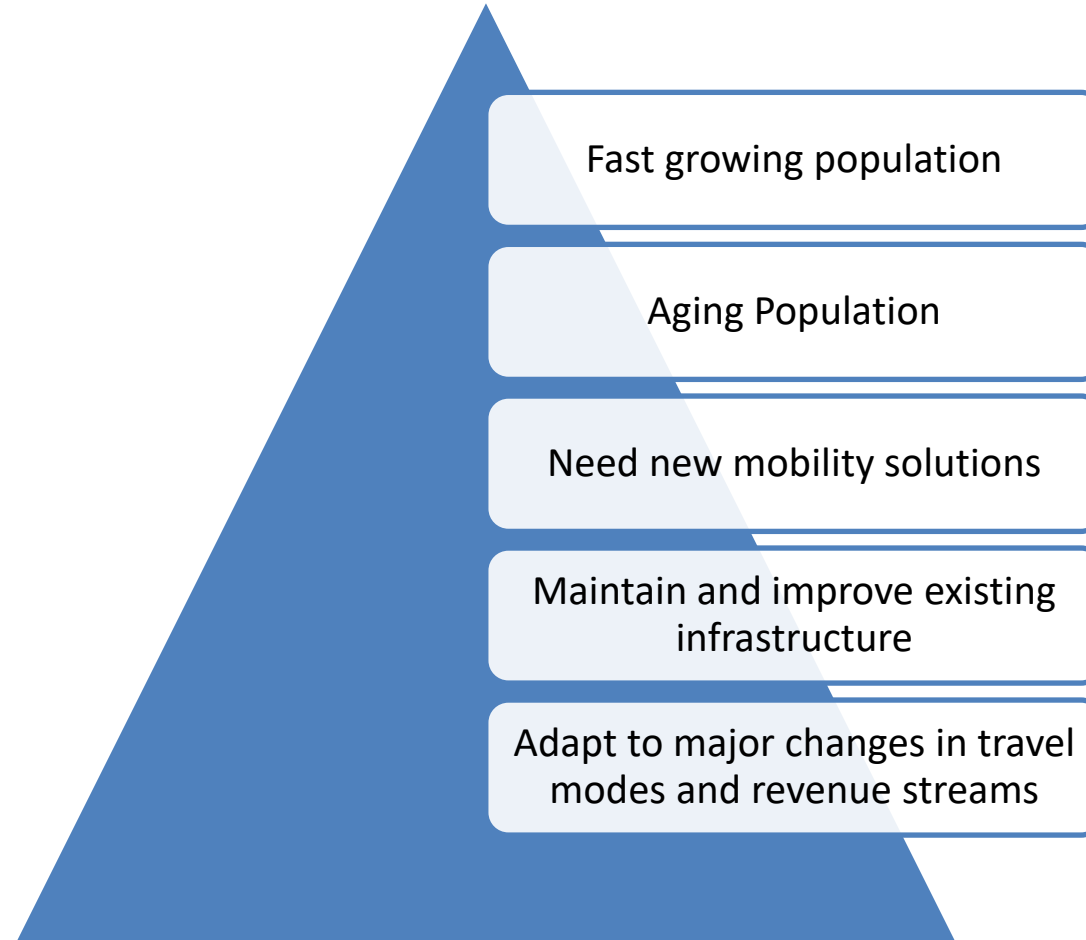 Fast growing population
Aging Population
Need new mobility solutions
Maintain and improve existing
infrastructure
Adapt to major changes in travel
modes and revenue streams